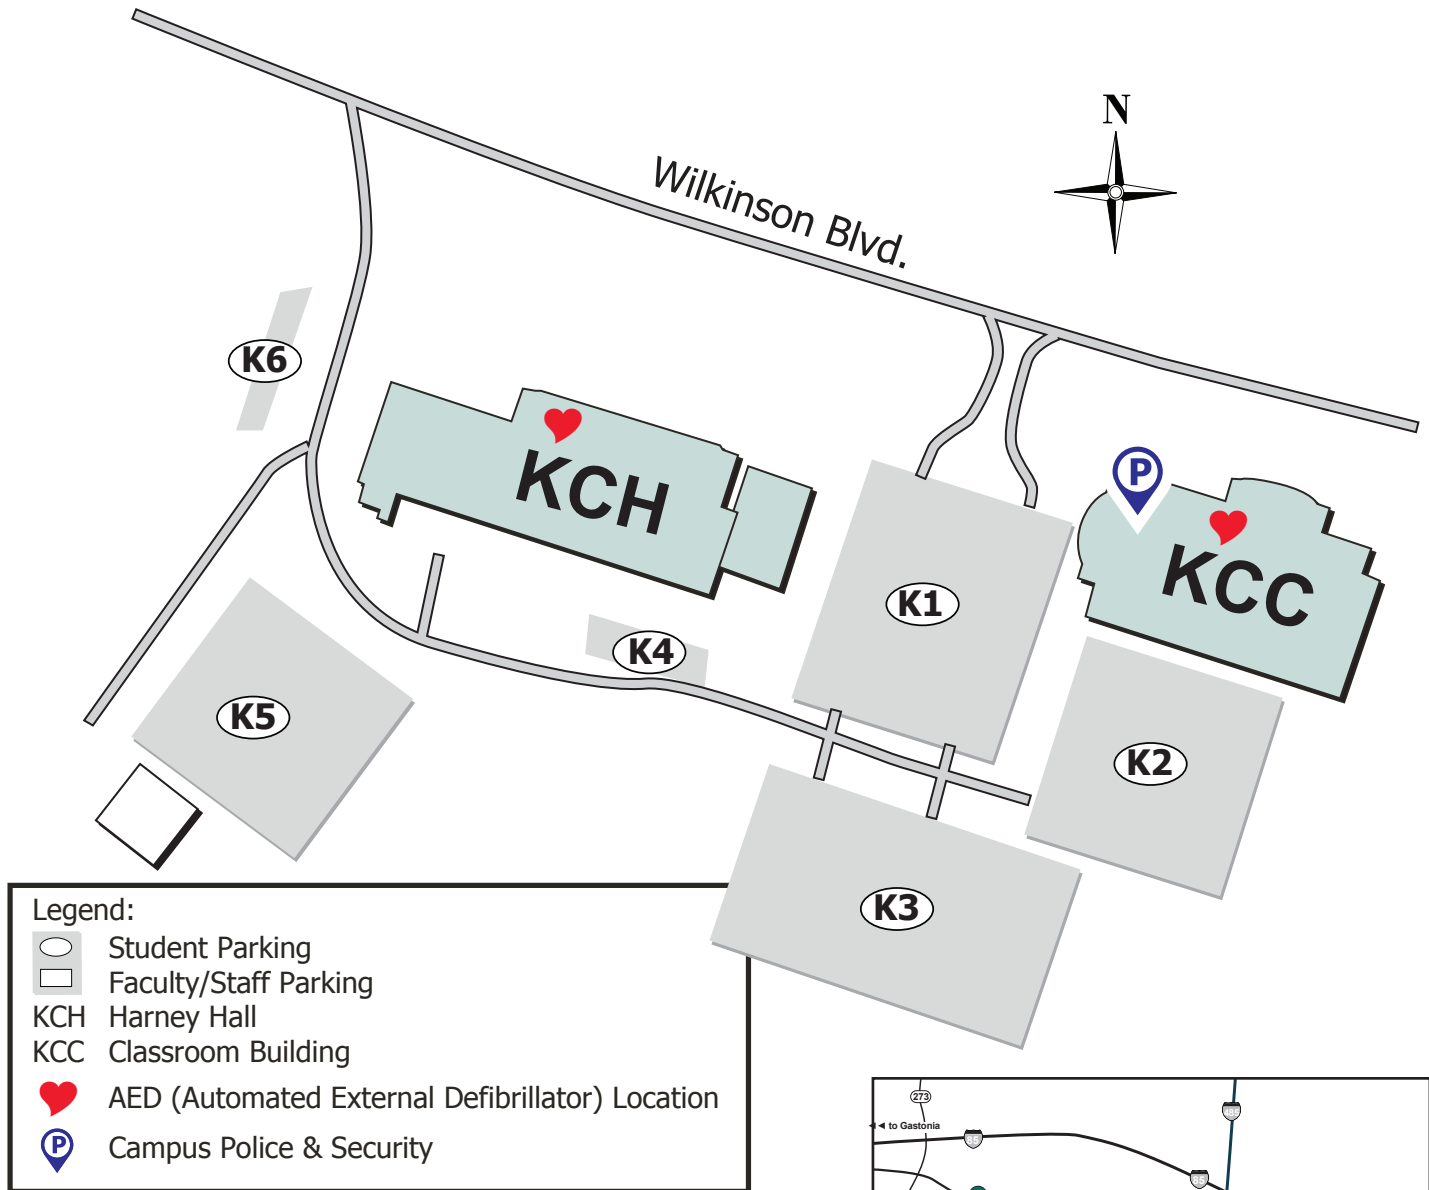 N
Wilkinson Blvd.
K6
KCH
P
KCC
K1
K4
K5
K2
K3
Legend:
Student Parking
Faculty/Staff Parking
KCH Harney Hall
KCC Classroom Building
AED (Automated External Defibrillator) Location
P Campus Police & Security
273
485
to Gastonia
85
85